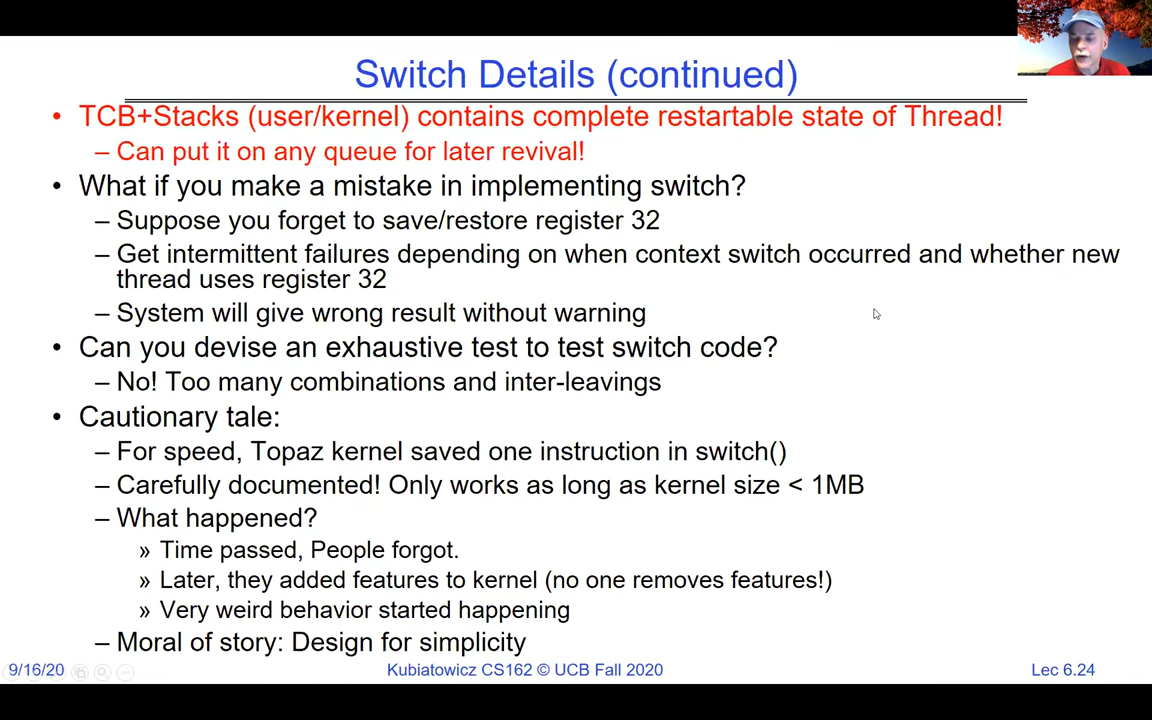 Switch Details (continued)
• TCB+Stacks (user/kernel) contains complete restartable state of Thread!
– Can put it on any queue for later revival!
• What if you make a mistake in implementing switch?
– Suppose you forget to save/restore register 32
– Get intermittent failures depending on when context switch occurred and whether new
thread uses register 32
– System will give wrong result without warning
• Can you devise an exhaustive test to test switch code?
– No! Too many combinations and inter-leavings
• Cautionary tale:
– For speed, Topaz kernel saved one instruction in switch()
– Carefully documented! Only works as long as kernel size < 1MB
– What happened?
» Time passed, People forgot.
» Later, they added features to kernel (no one removes features!)
» Very weird behavior started happening
– Moral of story: Design for simplicity
9/16/20 Kubiatowicz CS162 © UCB Fall 2020 Lec 6.24